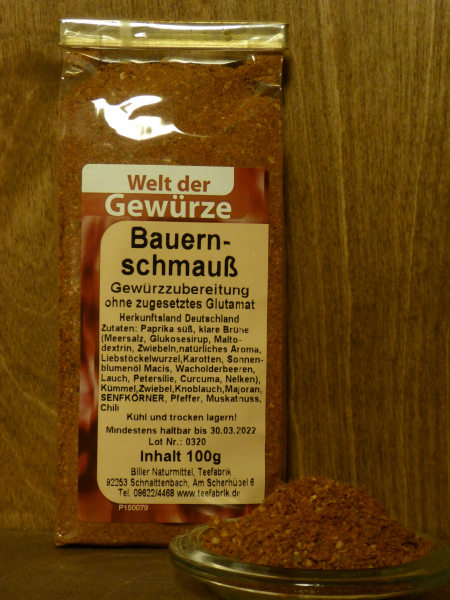 Welt der
Gewürze
Bauern-
schmauß
Gewürzzubereitung
ohne zugesetztes Glutamat
Herkunftsland Deutschland
Zutaten: Paprika süß, klare Brühe
(Meersalz, Glukosesirup, Malto-
dextrin, Zwiebeln,natürliches Aroma,
Liebstöckelwurzel,Karotten, Sonnen-
blumenöl Macis, Wacholderbeeren,
Lauch, Petersilie, Curcuma, Nelken),
Kümmel,Zwiebel,Knoblauch,Majoran,
SENFKÖRNER, Pfeffer, Muskatnuss,
Chili
Kühl und trocken lagern!
Mindestens haltbar bis 30.03.2022
Lot Nr.: 0320
Inhalt 100g
Biller Naturmittel, Teefabrik
92253 Schnaittenbach, Am Scherhübel 6
Tel. 09622/4468 www.teefabrik.de
P150079